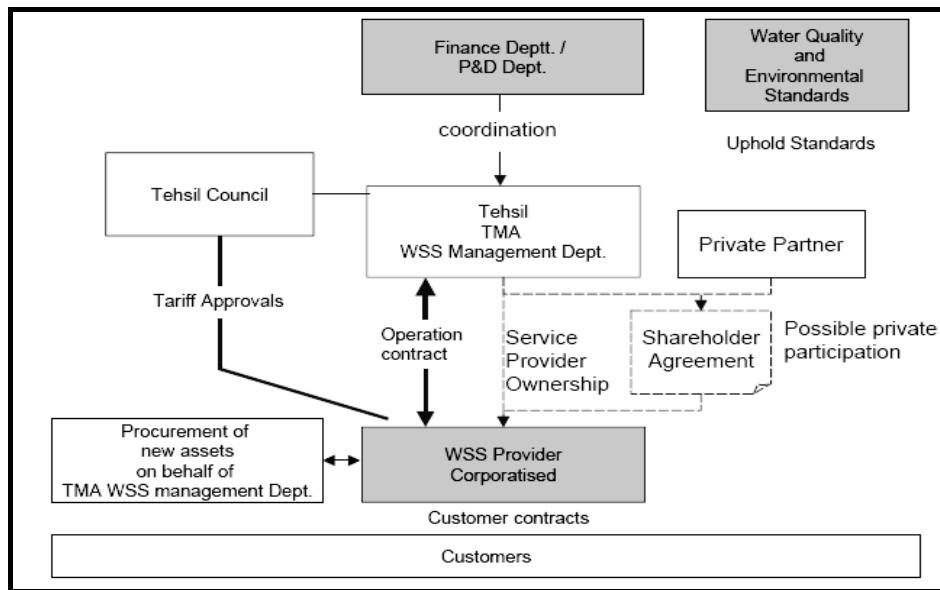 Finance Deptt. /
P&D Dept.
Water Quality
and
Environmental
Standards
coordination
Uphold Standards
Tehsil Council
Tehsil
TMA
WSS Management Dept.
Private Partner
Tariff Approvals
Operation
contract
Service
Provider
Ownership
Shareholder
Agreement
Possible private
participation
Procurement of
new assets
on behalf of
TMA WSS management Dept.
WSS Provider
Corporatised
Customer contracts
Customers